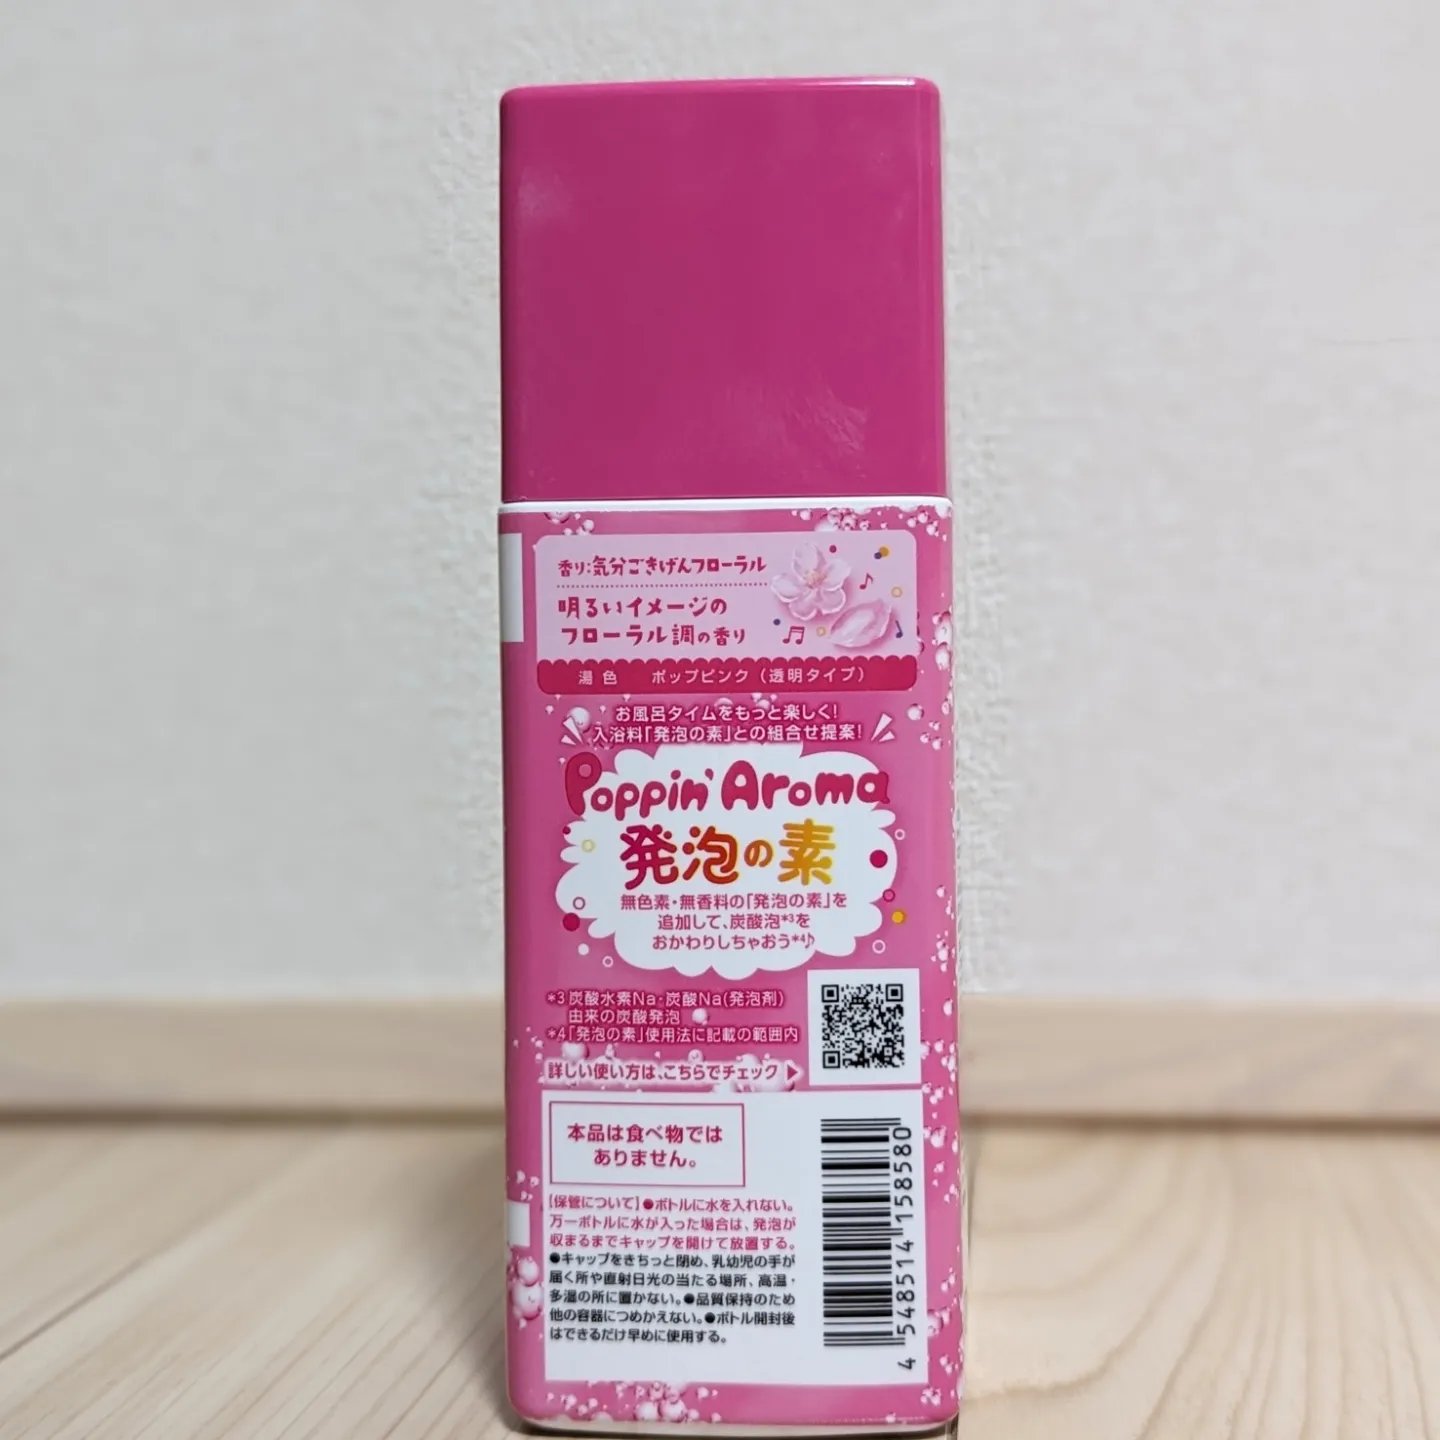 香り:気分ごきげんフローラル
明るいイメージの
フローラル調の香り
湯色 ポップピンク(透明タイプ)
お風呂タイムをもっと楽しく!
入浴料「発泡の素」との組合せ提案!
Poppin' Aroma
発泡の素
無色素・無香料の「発泡の素」を
追加して、炭酸泡*3を
おかわりしちゃおう*4♪
*3 炭酸水素Na・炭酸Na(発泡剤)
由来の炭酸発泡
*4「発泡の素」使用法に記載の範囲内
詳しい使い方は、こちらでチェック▶
本品は食べ物では
ありません。
【保管について】●ボトルに水を入れない。
万一ボトルに水が入った場合は、発泡が
収まるまでキャップを開けて放置する。
●キャップをきちっと閉め、乳幼児の手が
届く所や直射日光の当たる場所、高温・
多湿の所に置かない。●品質保持のため
他の容器につめかえない。●ボトル開封後
はできるだけ早めに使用する。
4 548514 158580